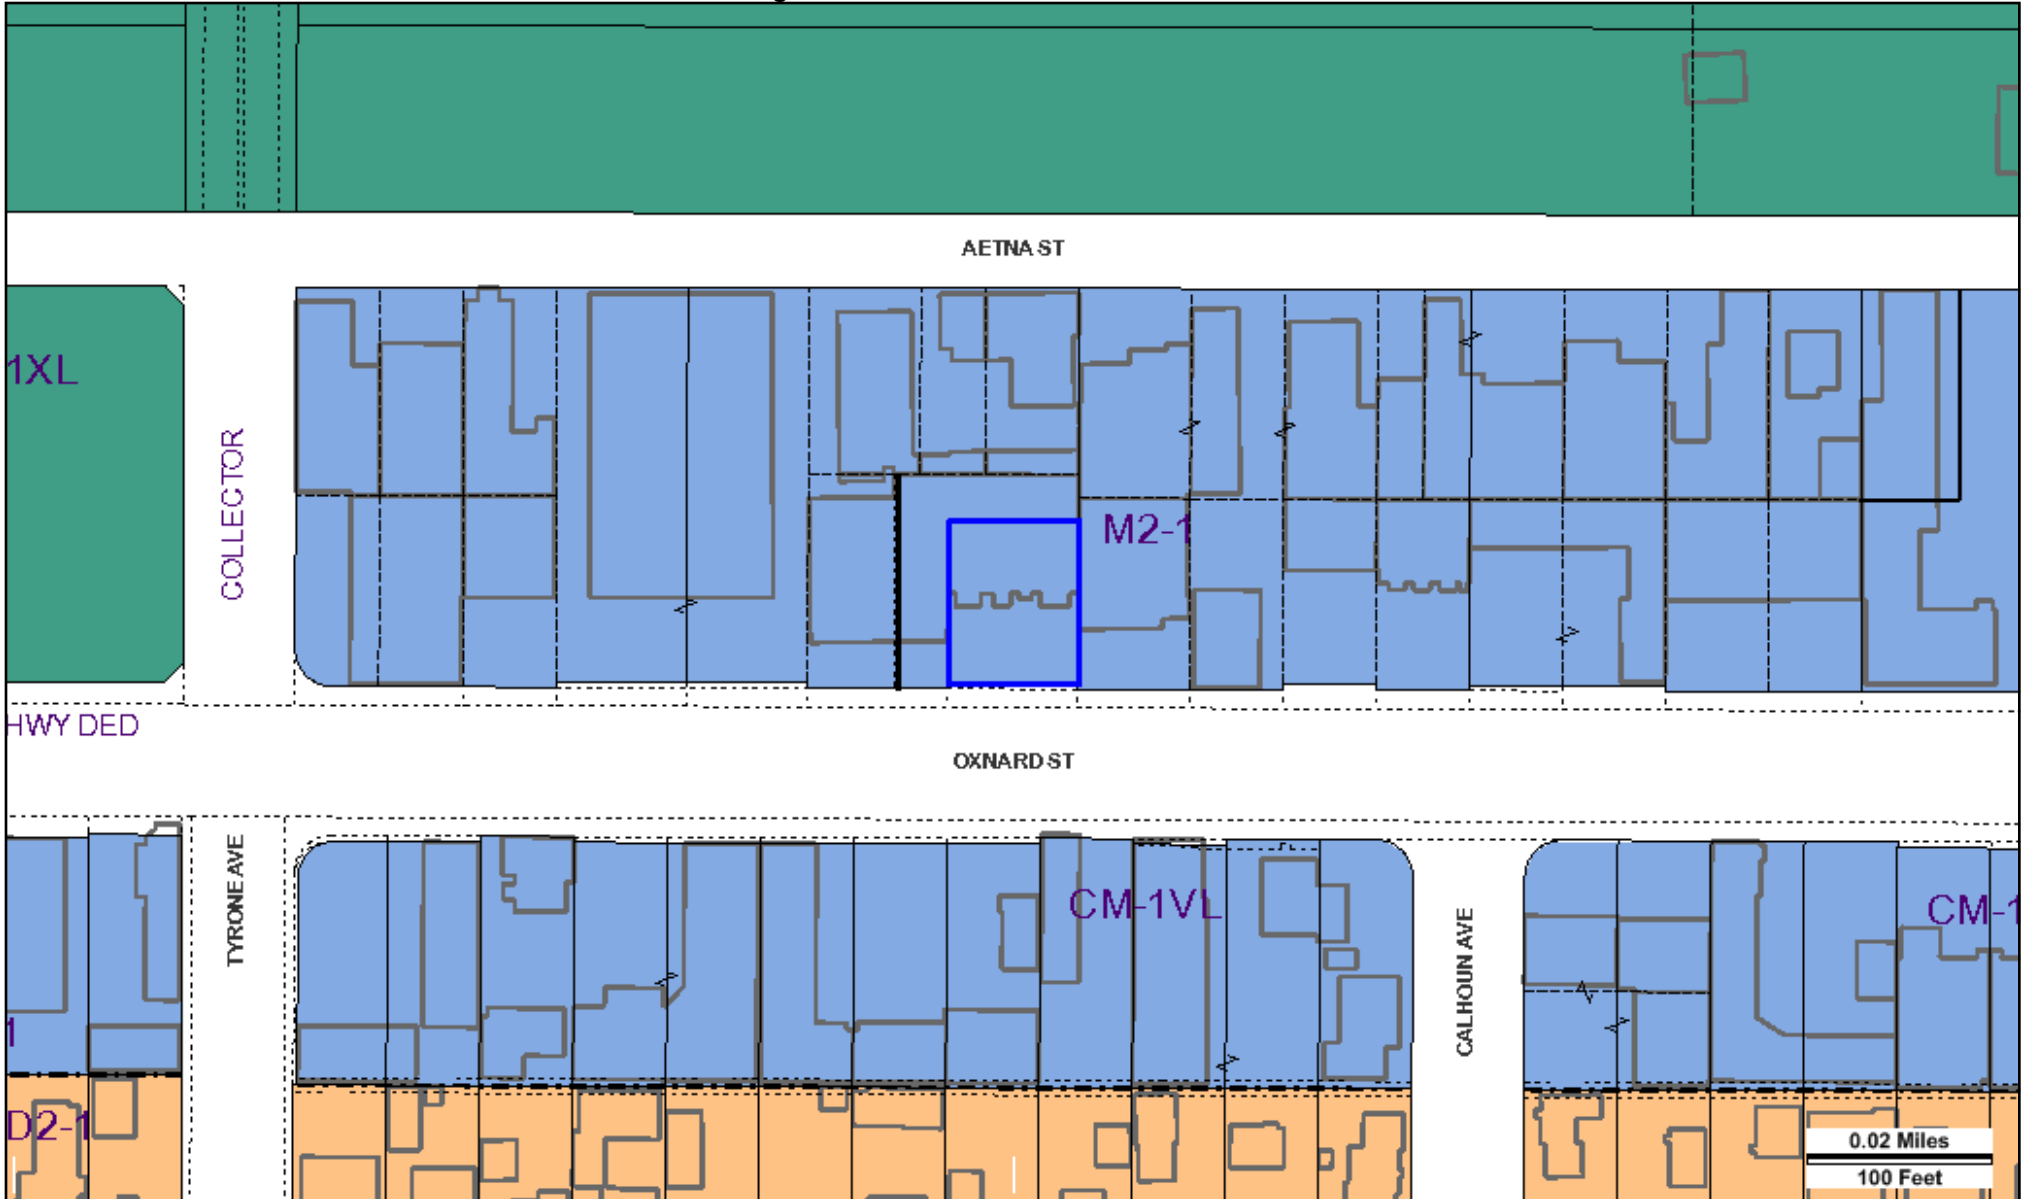 AETNA ST
1XL
COLLECTOR
M2-1
HWY DED
OXNARD ST
TYRONE AVE
CM-1VL
CALHOUN AVE
CM-1
1
D2-1
0.02 Miles
100 Feet